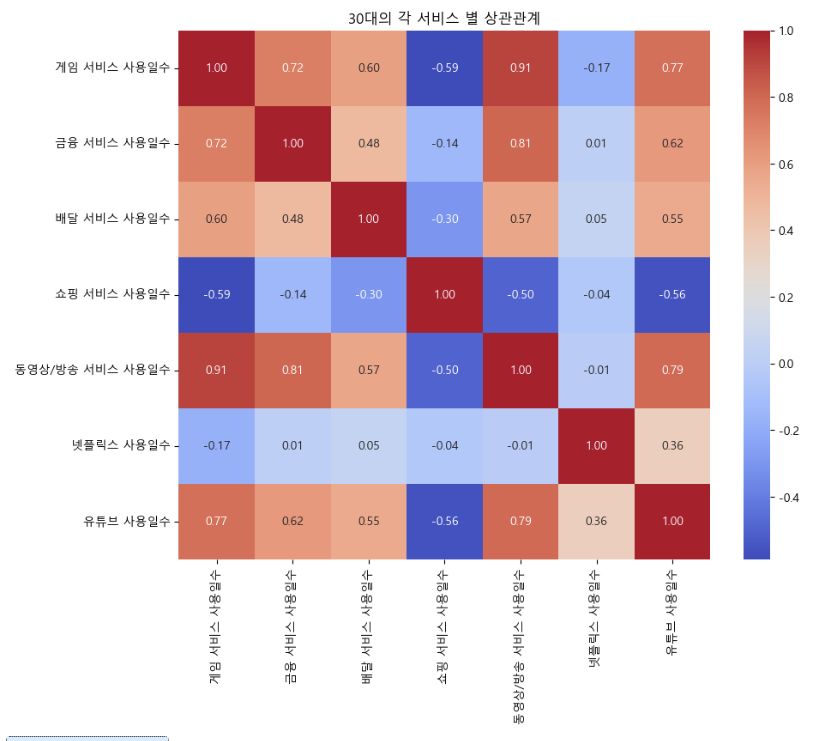 30대의 각 서비스 별 상관관계
게임 서비스 사용일수 1.00 0.72 0.60 -0.59 0.91 -0.17 0.77
금융 서비스 사용일수 0.72 1.00 0.48 -0.14 0.81 0.01 0.62
배달 서비스 사용일수 0.60 0.48 1.00 -0.30 0.57 0.05 0.55
쇼핑 서비스 사용일수 -0.59 -0.14 -0.30 1.00 -0.50 -0.04 -0.56
동영상/방송 서비스 사용일수 0.91 0.81 0.57 -0.50 1.00 -0.01 0.79
넷플릭스 사용일수 -0.17 0.01 0.05 -0.04 -0.01 1.00 0.36
유튜브 사용일수 0.77 0.62 0.55 -0.56 0.79 0.36 1.00
게임 서비스 사용일수
금융 서비스 사용일수
배달 서비스 사용일수
쇼핑 서비스 사용일수
동영상/방송 서비스 사용일수
넷플릭스 사용일수
유튜브 사용일수
1.0
0.8
0.6
0.4
0.2
0.0
-0.2
-0.4